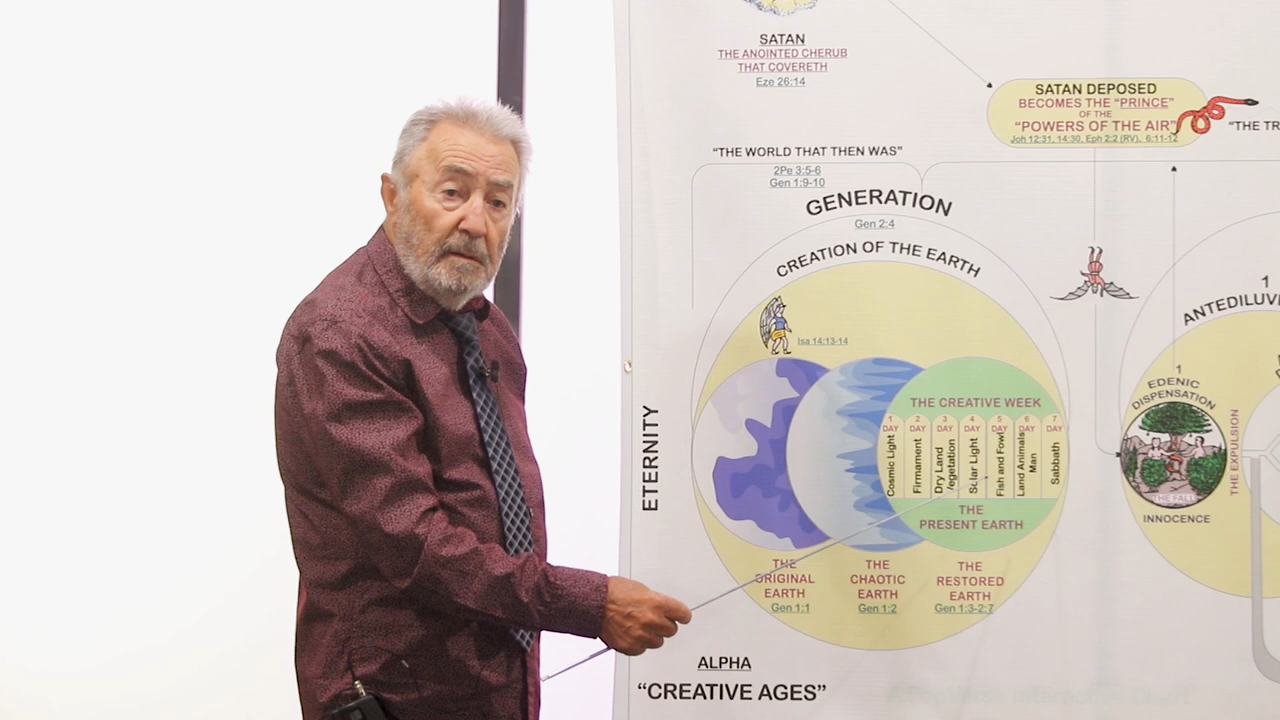 SATAN
THE ANOINTED CHERUB
THAT COVERETH
Eze 26:14
SATAN DEPOSED
BECOMES THE "PRINCE"
OF THE
"POWERS OF THE AIR"
Joh 12:31, 14:30, Eph 2:2 (RV), 6:11-12
"THE TR
"THE WORLD THAT THEN WAS"
2Pe 3:5-6
Gen 1:9-10
GENERATION
Gen 2:4
CREATION OF THE EARTH
Isa 14:13-14
ETERNITY
THE CREATIVE WEEK
1 DAY
2 DAY
3 DAY
4 DAY
5 DAY
6 DAY
7 DAY
Cosmic Light
Firmament
Dry Land
Vegetation
Solar Light
Fish and Fowl
Land Animals
Man
Sabbath
THE
PRESENT EARTH
THE
ORIGINAL
EARTH
Gen 1:1
THE
CHAOTIC
EARTH
Gen 1:2
THE
RESTORED
EARTH
Gen 1:3-2:7
ALPHA
"CREATIVE AGES"
1
ANTEDILUVI
1
EDENIC
DISPENSATION
THE FALL
INNOCENCE
THE EXPULSION